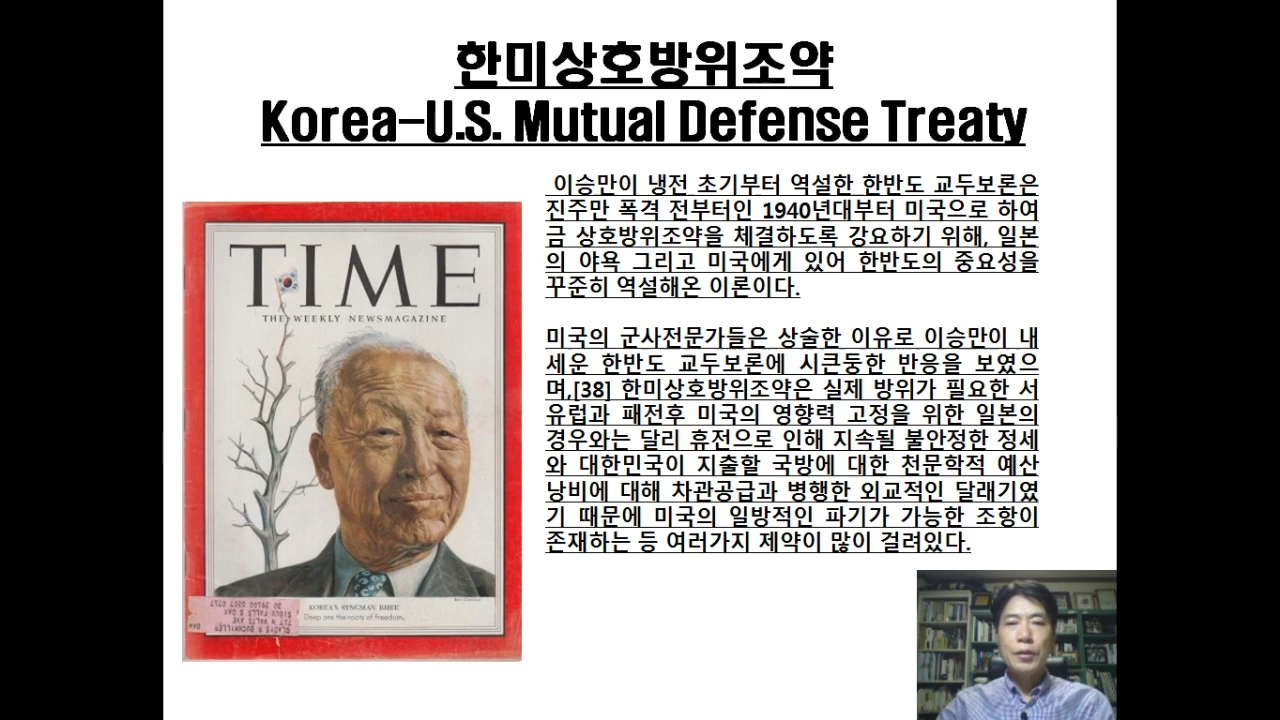 한미상호방위조약
Korea-U.S. Mutual Defense Treaty
이승만이 냉전 초기부터 역설한 한반도 교두보론은
진주만 폭격 전부터인 1940년대부터 미국으로 하여
금 상호방위조약을 체결하도록 강요하기 위해, 일본
의 야욕 그리고 미국에게 있어 한반도의 중요성을
꾸준히 역설해온 이론이다.
미국의 군사전문가들은 상술한 이유로 이승만이 내
세운 한반도 교두보론에 시큰둥한 반응을 보였으
며,[38] 한미상호방위조약은 실제 방위가 필요한 서
유럽과 패전후 미국의 영향력 고정을 위한 일본의
경우와는 달리 휴전으로 인해 지속될 불안정한 정세
와 대한민국이 지출할 국방에 대한 천문학적 예산
낭비에 대해 차관공급과 병행한 외교적인 달래기였
기 때문에 미국의 일방적인 파기가 가능한 조항이
존재하는 등 여러가지 제약이 많이 걸려있다.
TIME
THE WEEKLY NEWSMAGAZINE
KOREA'S SYNGMAN RHEE
Deep are the roots of freedom.
GLADYS R BUCKMILLER
717 N WALTS AVE
SIOUX FALLS S DAK